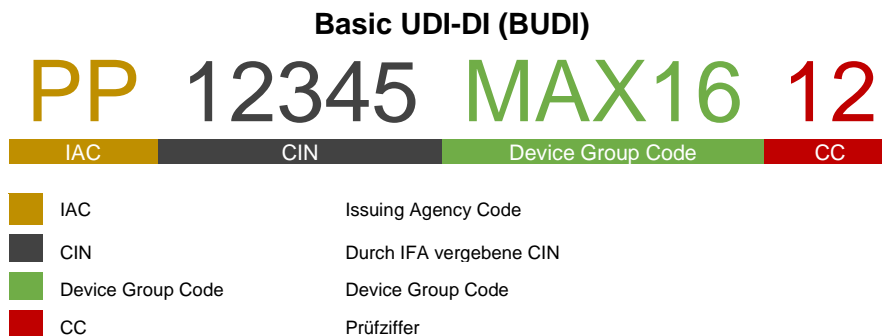 Basic UDI-DI (BUDI)
PP 12345 MAX16 12
IAC CIN Device Group Code CC
IAC Issuing Agency Code
CIN Durch IFA vergebene CIN
Device Group Code Device Group Code
CC Prüfziffer